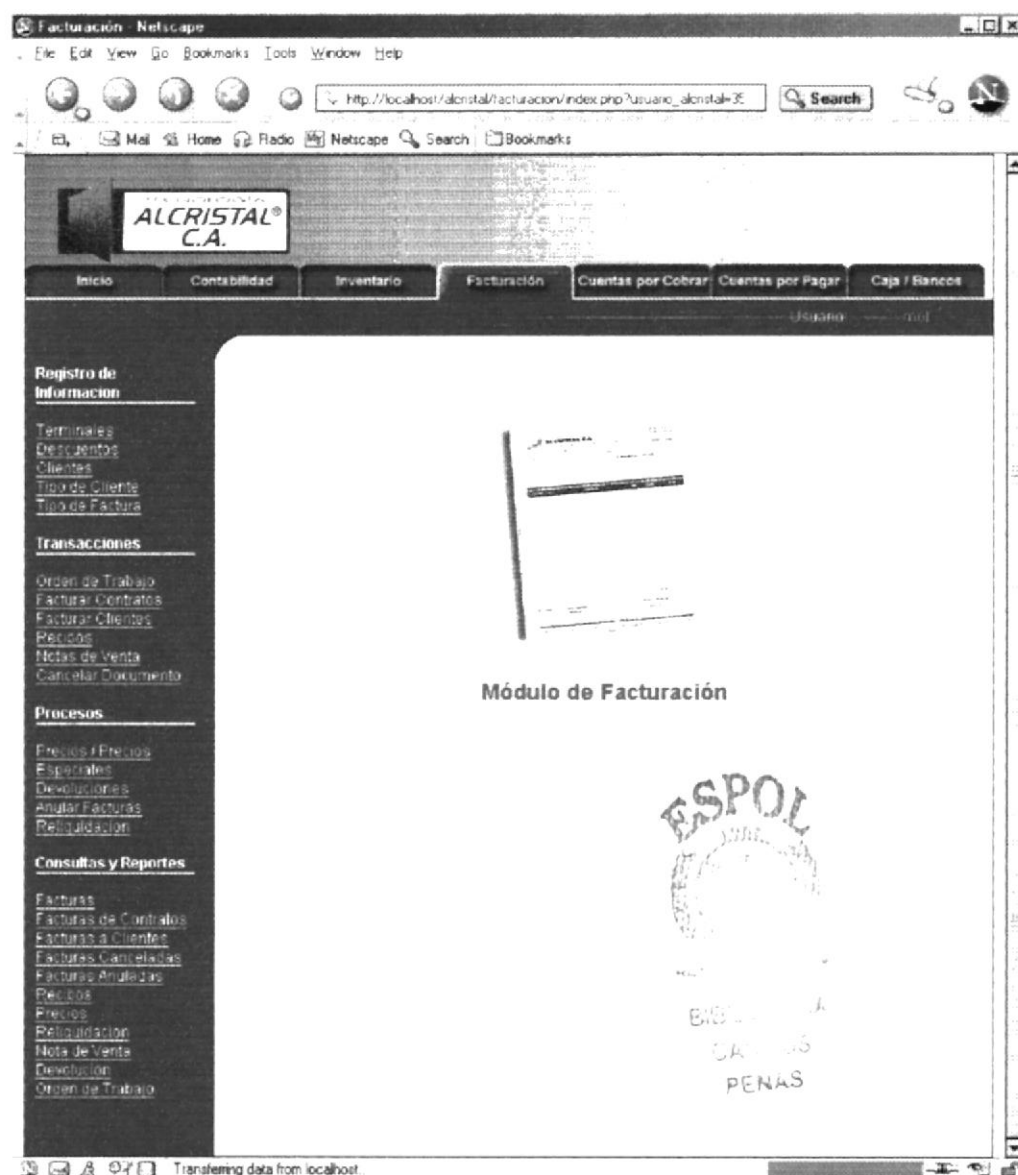 Facturación - Netscape
File Edit View Go Bookmarks Tools Window Help
http://localhost/alcristal/facturacion/index.php?usuario_alcristal=35
Search
Mail Home Radio Netscape Search Bookmarks
ALCRISTAL®
C.A.
Inicio Contabilidad Inventario Facturación Cuentas por Cobrar Cuentas por Pagar Caja / Bancos
Usuario
Registro de
Informacion
Terminales
Descuentos
Clientes
Tipo de Cliente
Tipo de Factura
Transacciones
Orden de Trabajo
Facturar Contratos
Facturar Clientes
Recibos
Notas de Venta
Cancelar Documento
Procesos
Precios / Precios
Especiales
Devoluciones
Anular Facturas
Reliquidacion
Consultas y Reportes
Facturas
Facturas de Contratos
Facturas a Clientes
Facturas Canceladas
Facturas Anuladas
Recibos
Precios
Reliquidacion
Nota de Venta
Devolucion
Orden de Trabajo
Módulo de Facturación
ESPOL
PENAS
Transferring data from localhost...